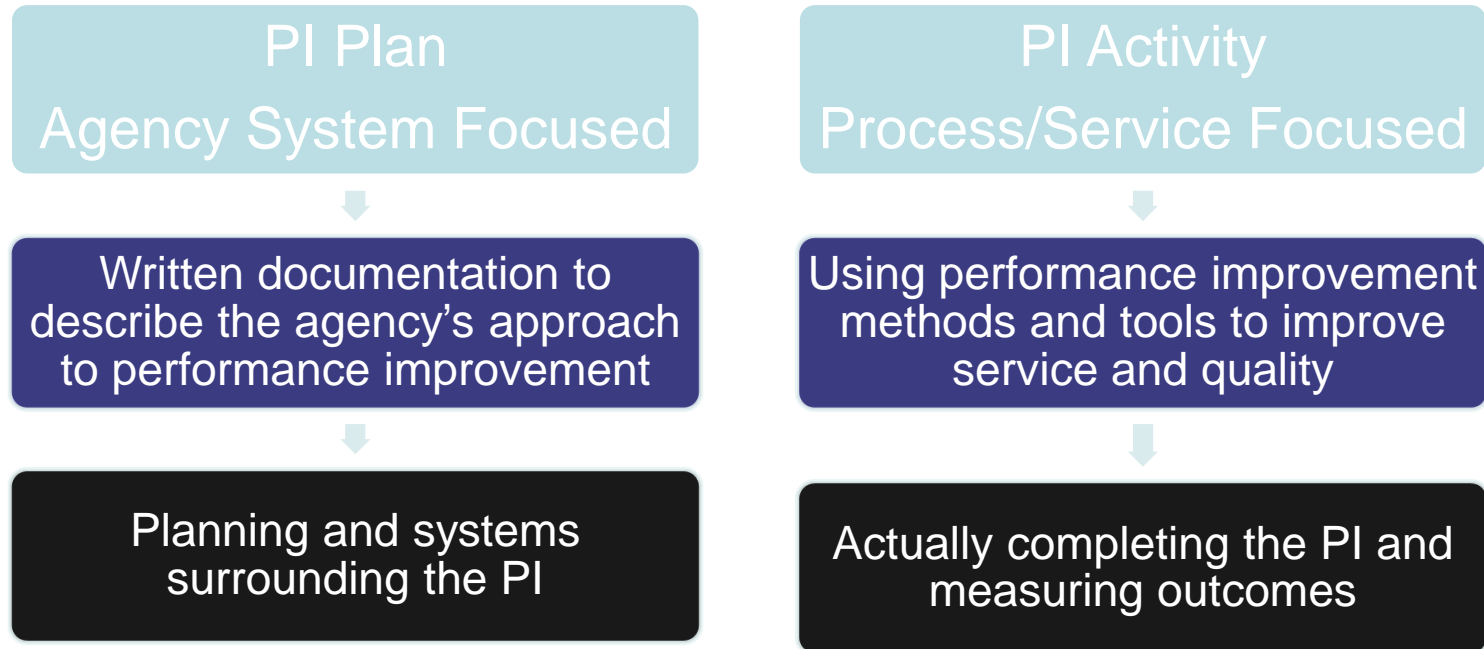 PI Plan
Agency System Focused
Written documentation to
describe the agency’s approach
to performance improvement
Planning and systems
surrounding the PI
PI Activity
Process/Service Focused
Using performance improvement
methods and tools to improve
service and quality
Actually completing the PI and
measuring outcomes